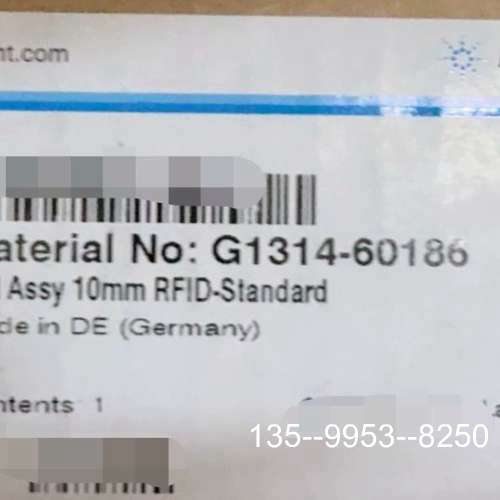 nt.com
aterial No: G1314-60186
l Assy 10mm RFID-Standard
de in DE (Germany)
ntents 1
135--9953--8250